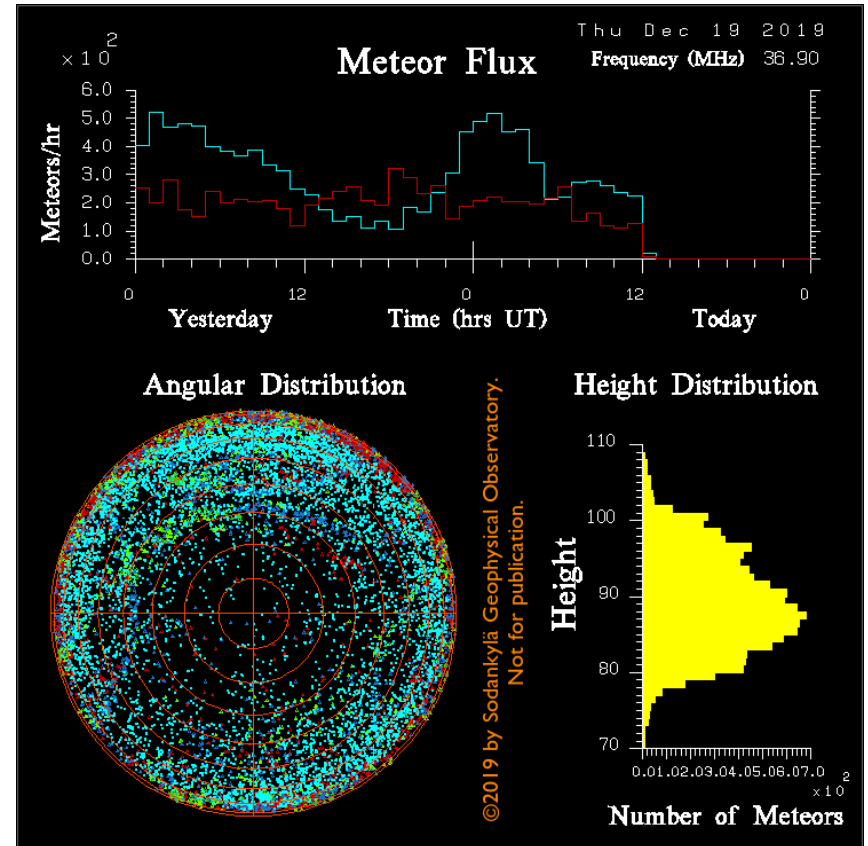 Thu Dec 19 2019
× 10 2
Meteor Flux
Frequency (MHz) 36.90
6.0
5.0
4.0
3.0
2.0
1.0
0.0
Meteors/hr
0 12 0 12 0
Yesterday Time (hrs UT) Today
Angular Distribution
Height Distribution
©2019 by Sodankylä Geophysical Observatory.
Not for publication.
110
100
90
80
70
Height
0.01.02.03.04.05.06.07.0
× 10 2
Number of Meteors